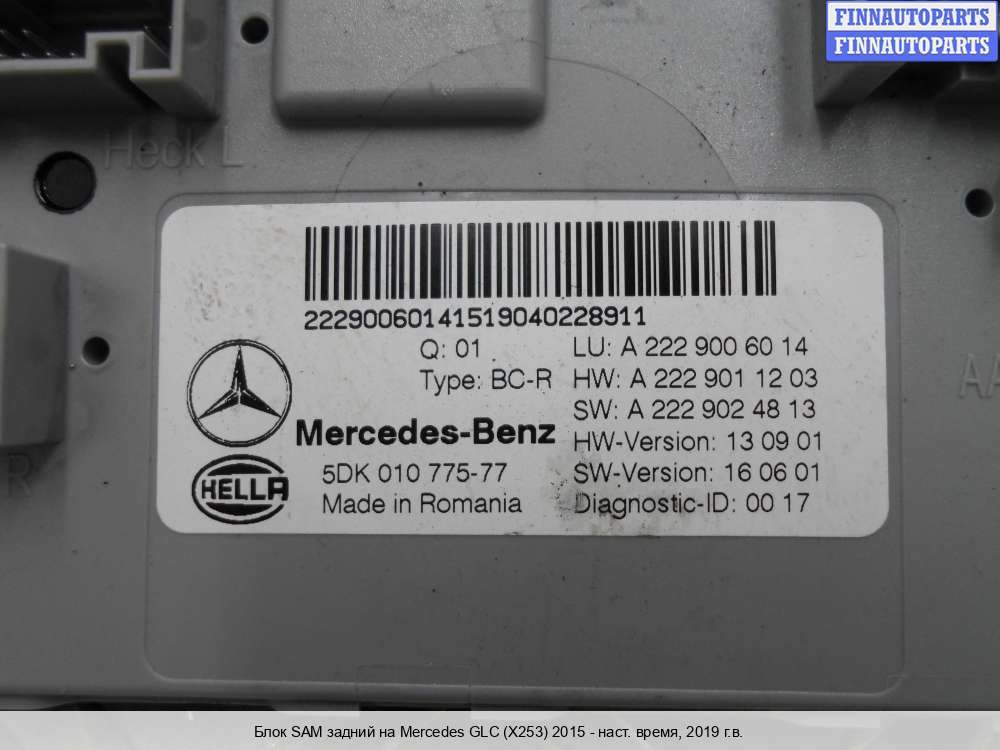 FINNAUTOPARTS
FINNAUTOPARTS
Heck L
22290060141519040228911
Q: 01
LU: A 222 900 60 14
Type: BC-R
HW: A 222 901 12 03
SW: A 222 902 48 13
Mercedes-Benz
HW-Version: 13 09 01
HELLA
5DK 010 775-77
SW-Version: 16 06 01
Made in Romania
Diagnostic-ID: 00 17
R
Блок SAM задний на Mercedes GLC (X253) 2015 - наст. время, 2019 г.в.